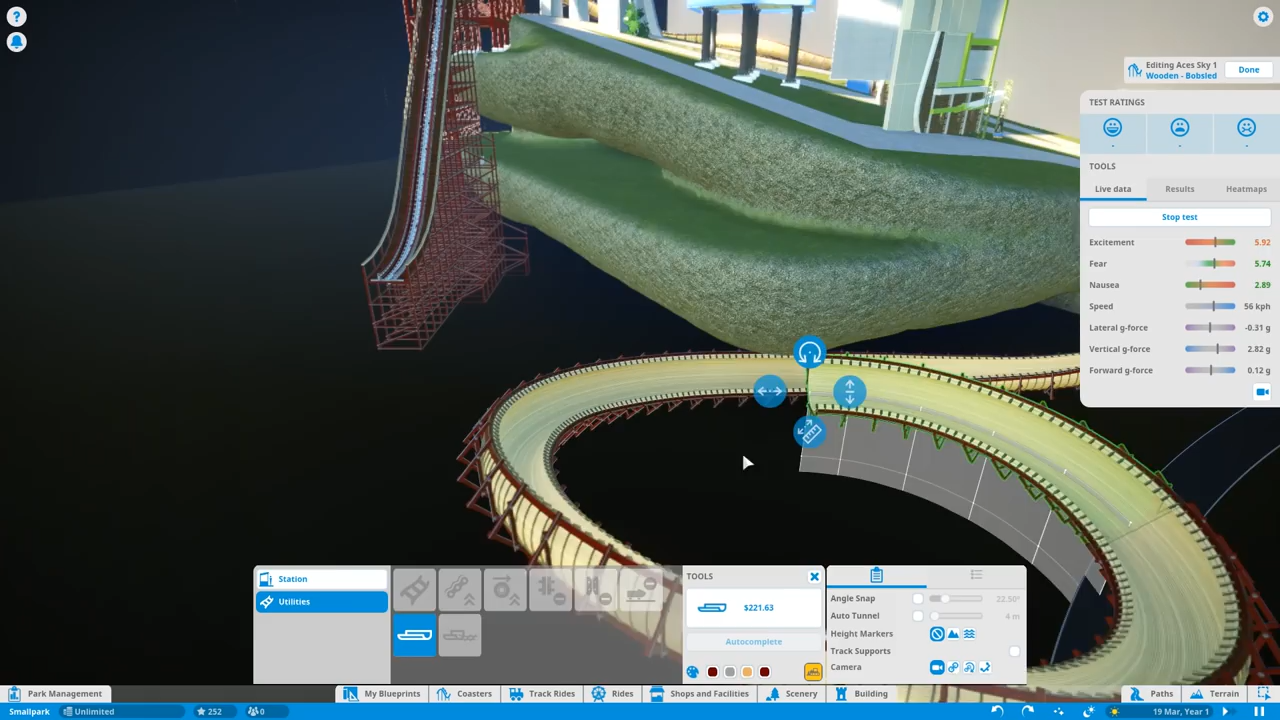 ?
Editing Aces Sky 1
Wooden - Bobsled
Done
TEST RATINGS
- - -
TOOLS
Live data Results Heatmaps
Stop test
Excitement 5.92
Fear 5.74
Nausea 2.89
Speed 56 kph
Lateral g-force -0.31 g
Vertical g-force 2.82 g
Forward g-force 0.12 g
Station
Utilities
TOOLS
$221.63
Autocomplete
Angle Snap 22.50°
Auto Tunnel 4 m
Height Markers
Track Supports
Camera
Park Management My Blueprints Coasters Track Rides Rides Shops and Facilities Scenery Building Paths Terrain
Smallpark Unlimited 252 0 19 Mar, Year 1